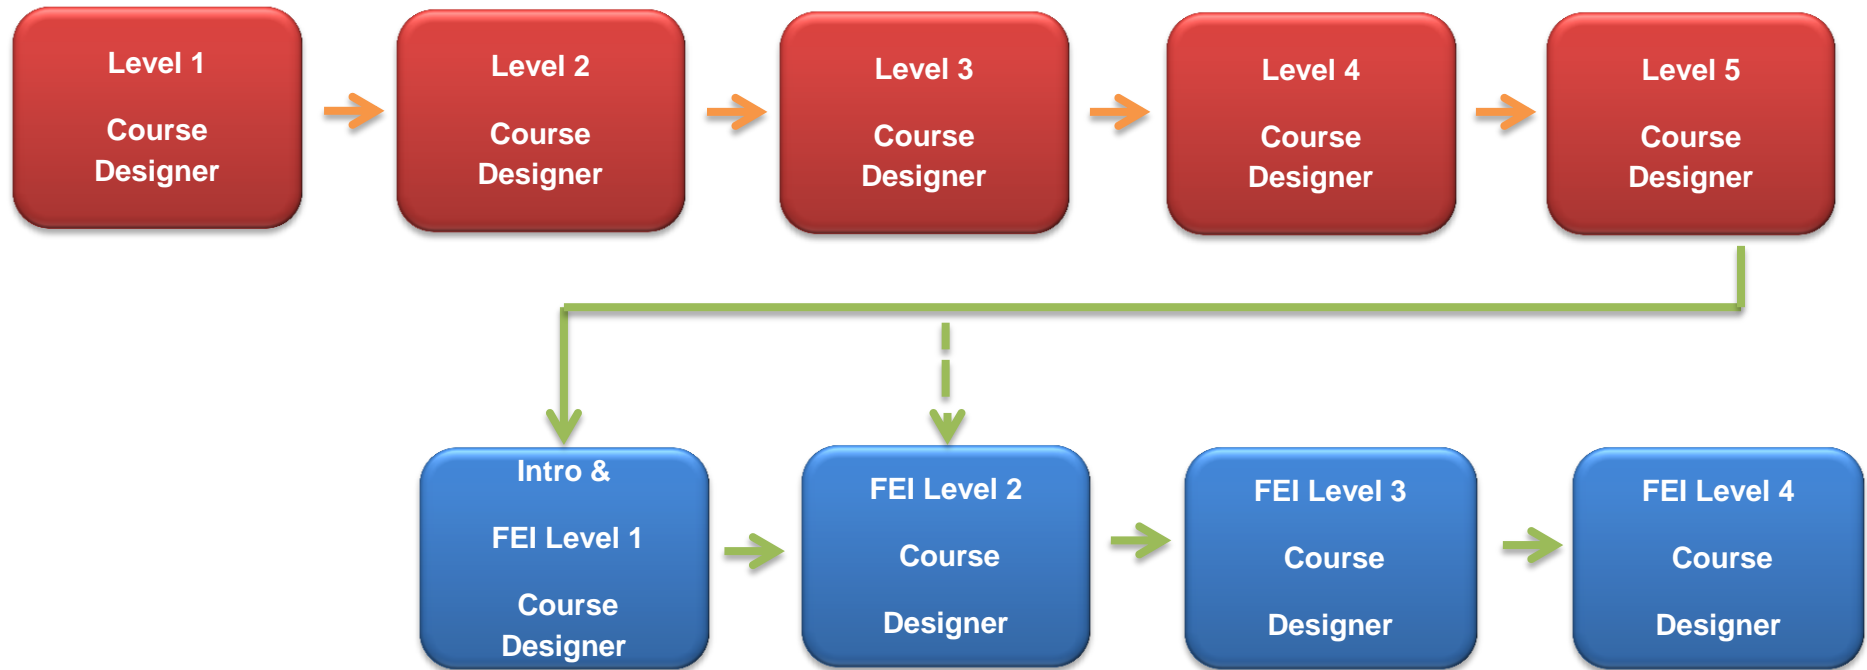 Level 1
Course
Designer
Level 2
Course
Designer
Level 3
Course
Designer
Level 4
Course
Designer
Level 5
Course
Designer
Intro &
FEI Level 1
Course
Designer
FEI Level 2
Course
Designer
FEI Level 3
Course
Designer
FEI Level 4
Course
Designer